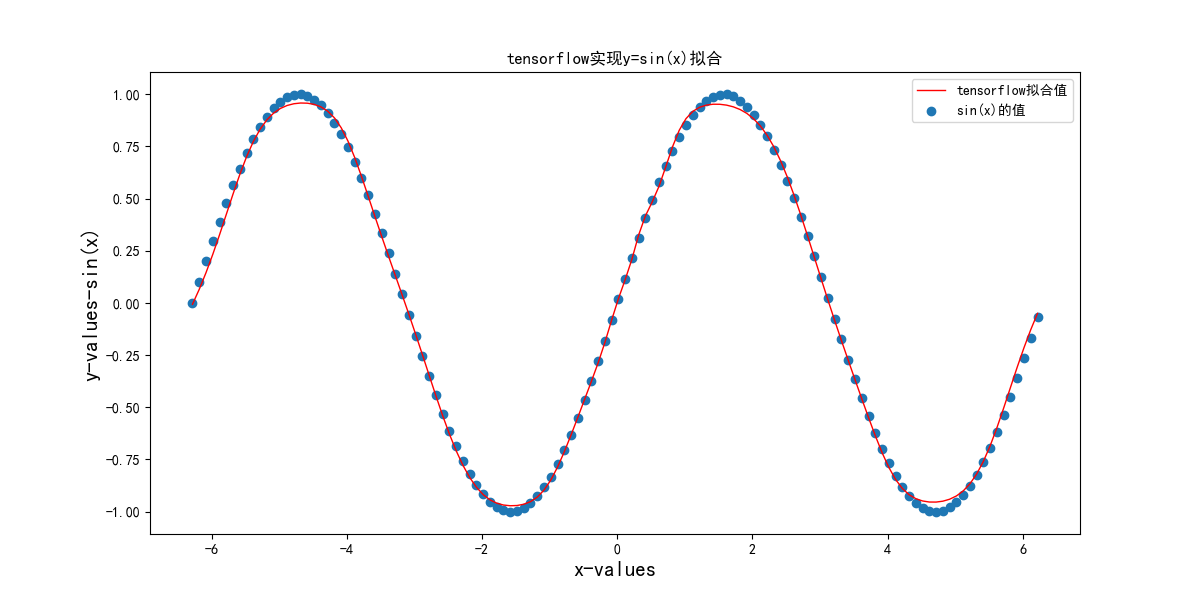 tensorflow实现y=sin(x)拟合
tensorflow拟合值
sin(x)的值
y-values-sin(x)
1.00
0.75
0.50
0.25
0.00
-0.25
-0.50
-0.75
-1.00
-6 -4 -2 0 2 4 6
x-values